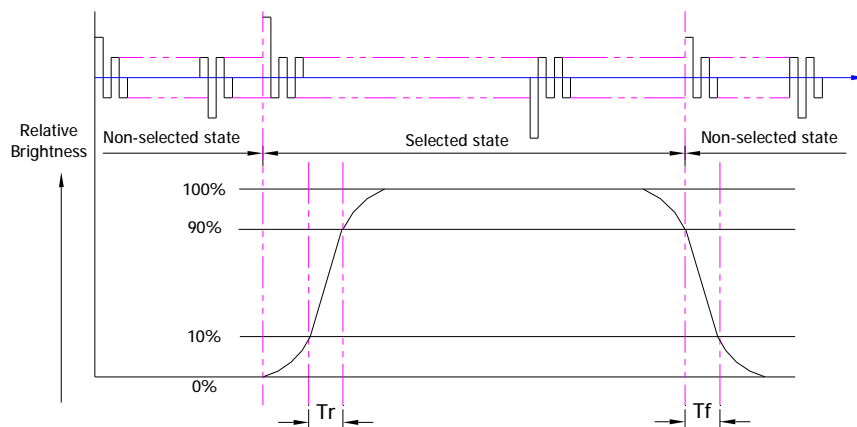 Relative
Brightness
Non-selected state
Selected state
Non-selected state
100%
90%
10%
0%
Tr
Tf